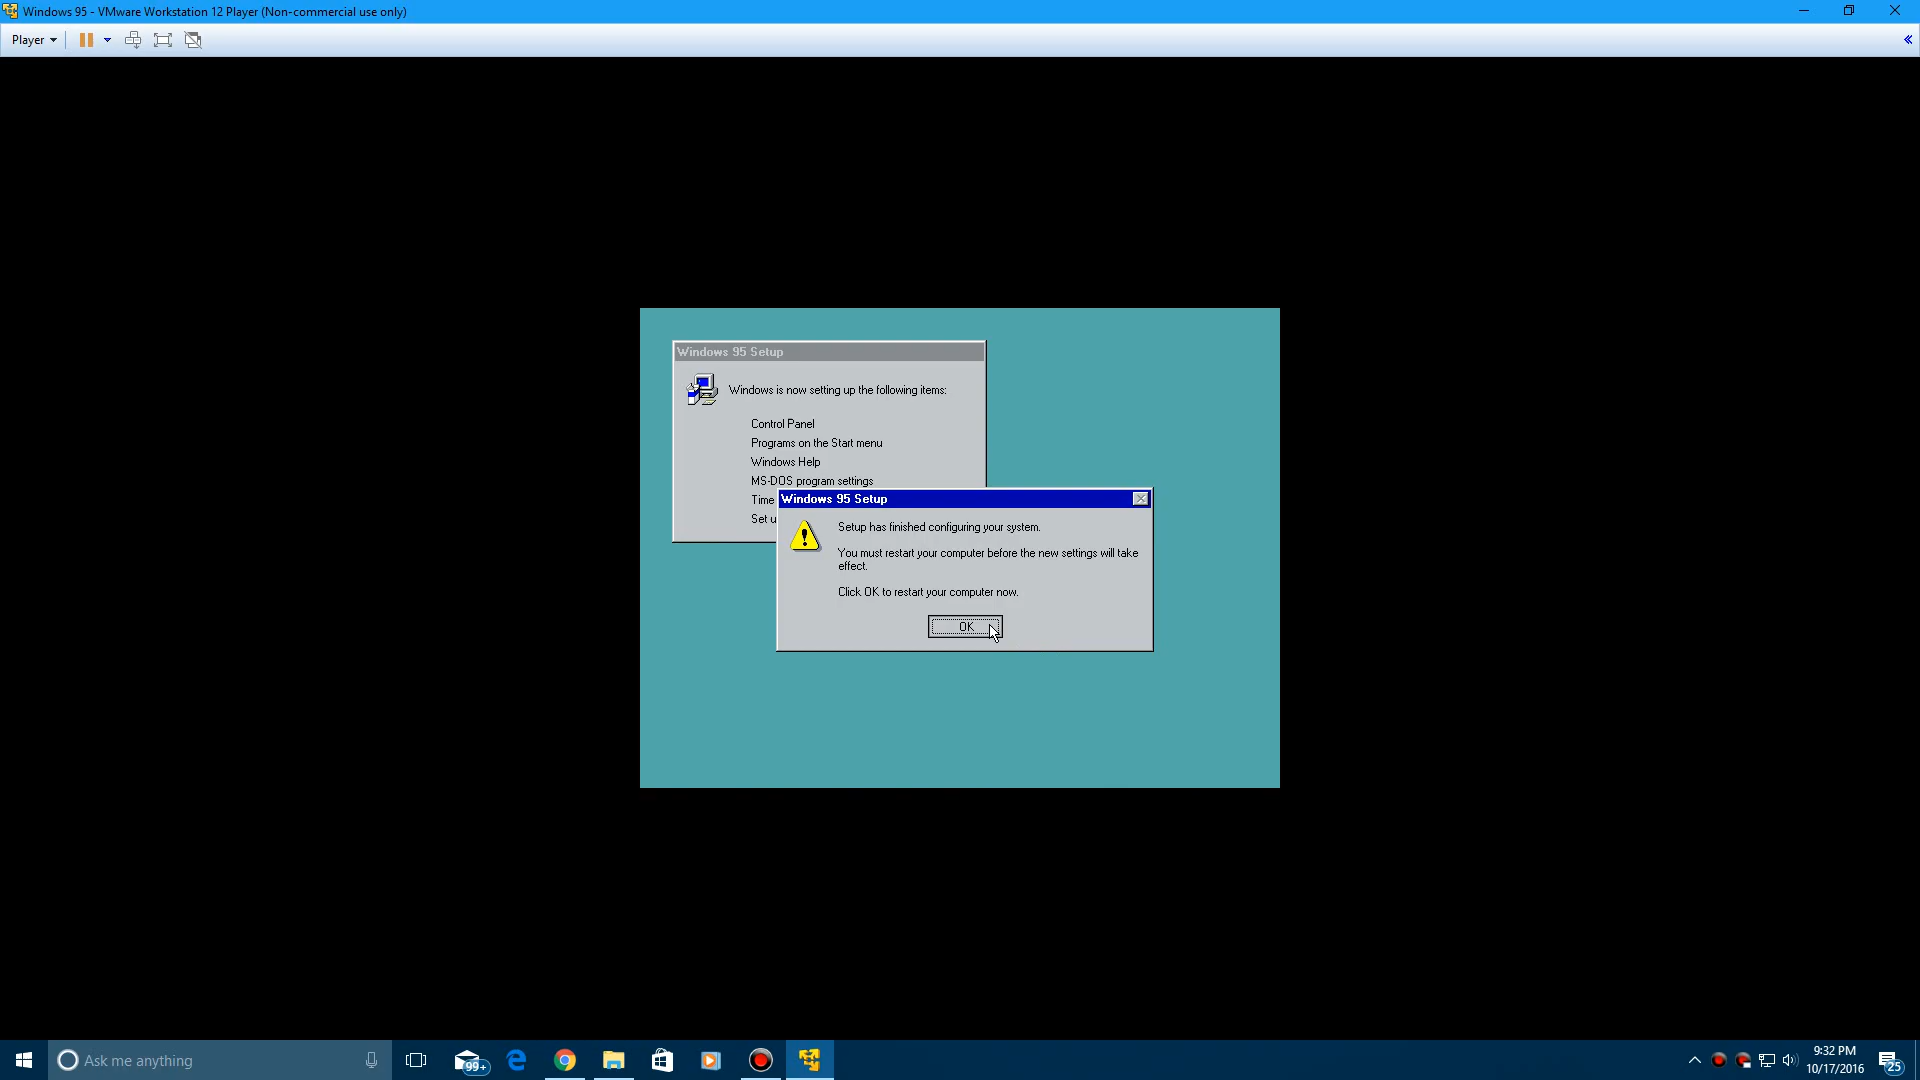 Windows 95 - VMware Workstation 12 Player (Non-commercial use only)
Player
Windows 95 Setup
Windows is now setting up the following items:
Control Panel
Programs on the Start menu
Windows Help
MS-DOS program settings
Time
Set u
Windows 95 Setup
Setup has finished configuring your system.
You must restart your computer before the new settings will take
effect.
Click OK to restart your computer now.
OK
Ask me anything
99+
9:32 PM
10/17/2016
25